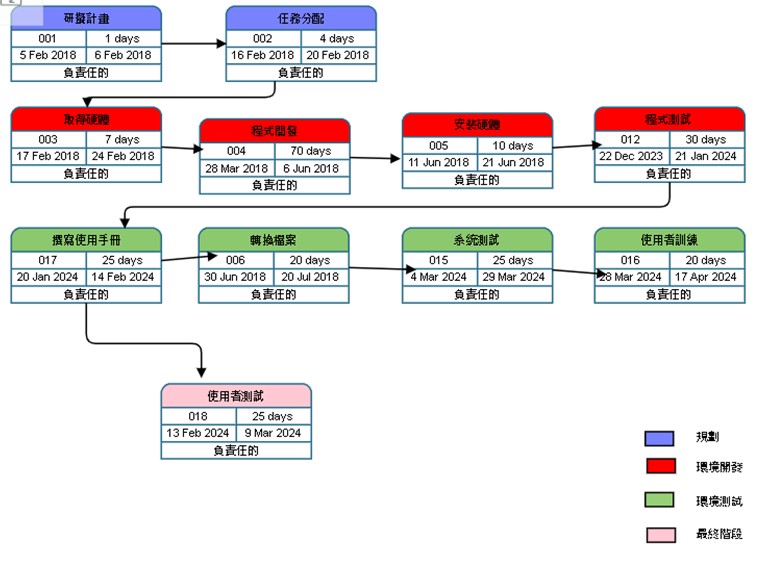 研擬計畫
001 1 days
5 Feb 2018 6 Feb 2018
負責任的
任務分配
002 4 days
16 Feb 2018 20 Feb 2018
負責任的
取得硬體
003 7 days
17 Feb 2018 24 Feb 2018
負責任的
程式開發
004 70 days
28 Mar 2018 6 Jun 2018
負責任的
安裝硬體
005 10 days
11 Jun 2018 21 Jun 2018
負責任的
程式測試
012 30 days
22 Dec 2023 21 Jan 2024
負責任的
撰寫使用手冊
017 25 days
20 Jan 2024 14 Feb 2024
負責任的
轉換檔案
006 20 days
30 Jun 2018 20 Jul 2018
負責任的
系統測試
015 25 days
4 Mar 2024 29 Mar 2024
負責任的
使用者訓練
016 20 days
28 Mar 2024 17 Apr 2024
負責任的
使用者測試
018 25 days
13 Feb 2024 9 Mar 2024
負責任的
規劃
環境開發
環境測試
最終階段